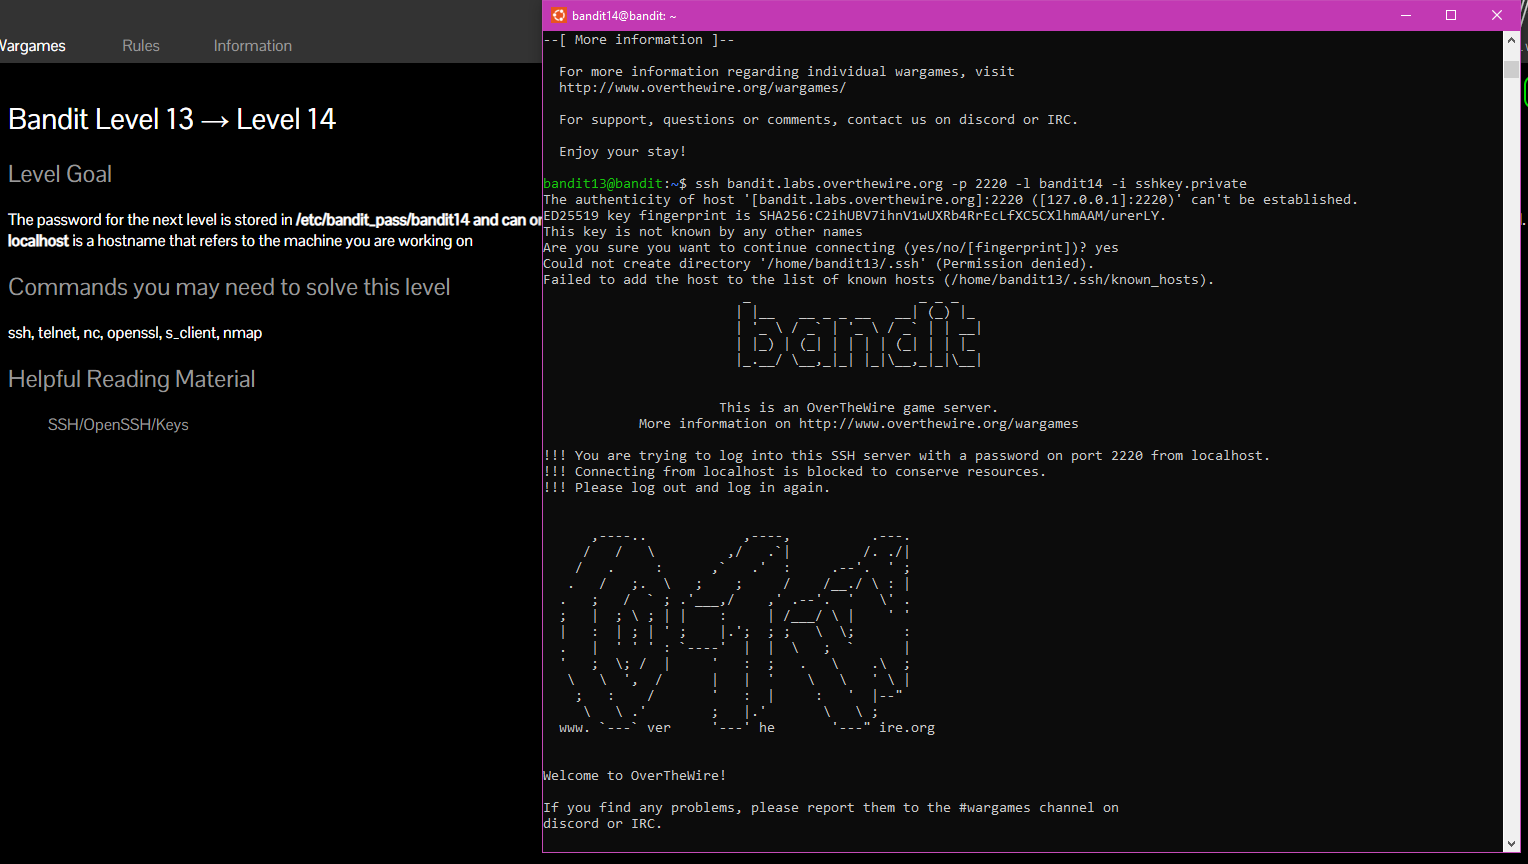 Wargames
Rules
Information
Bandit Level 13 → Level 14
Level Goal
The password for the next level is stored in /etc/bandit_pass/bandit14 and can on
localhost is a hostname that refers to the machine you are working on
Commands you may need to solve this level
ssh, telnet, nc, openssl, s_client, nmap
Helpful Reading Material
SSH/OpenSSH/Keys
bandit14@bandit: ~
--[ More information ]--
For more information regarding individual wargames, visit
http://www.overthewire.org/wargames/
For support, questions or comments, contact us on discord or IRC.
Enjoy your stay!
bandit13@bandit:~$ ssh bandit.labs.overthewire.org -p 2220 -l bandit14 -i sshkey.private
The authenticity of host '[bandit.labs.overthewire.org]:2220 ([127.0.0.1]:2220)' can't be established.
ED25519 key fingerprint is SHA256:C2ihUBV7ihnV1wUXRb4RrEcLfXC5CXlhmAAM/urerLY.
This key is not known by any other names
Are you sure you want to continue connecting (yes/no/[fingerprint])? yes
Could not create directory '/home/bandit13/.ssh' (Permission denied).
Failed to add the host to the list of known hosts (/home/bandit13/.ssh/known_hosts).
bandit
This is an OverTheWire game server.
More information on http://www.overthewire.org/wargames
!!! You are trying to log into this SSH server with a password on port 2220 from localhost.
!!! Connecting from localhost is blocked to conserve resources.
!!! Please log out and log in again.
www. ver he ire.org
Welcome to OverTheWire!
If you find any problems, please report them to the #wargames channel on
discord or IRC.